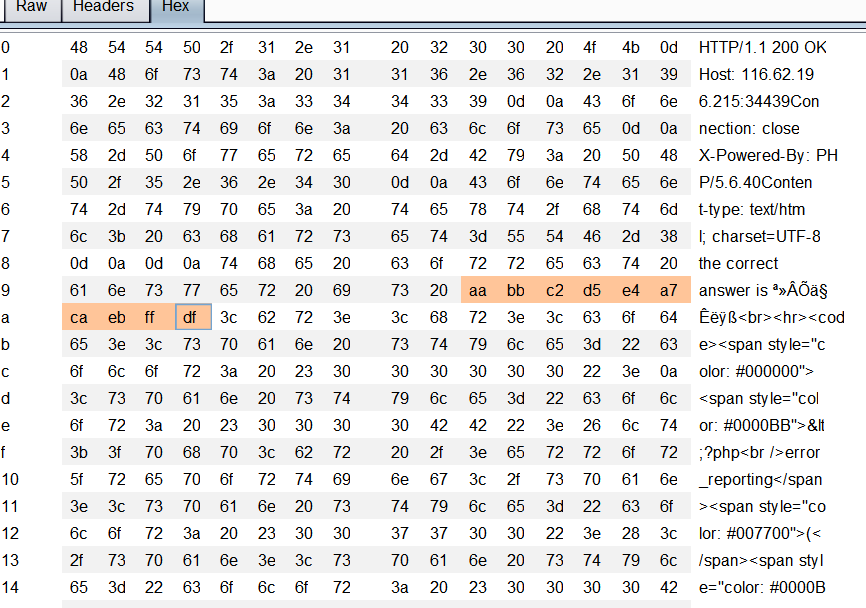 Raw Headers Hex
0 48 54 54 50 2f 31 2e 31 20 32 30 30 20 4f 4b 0d HTTP/1.1 200 OK
1 0a 48 6f 73 74 3a 20 31 31 36 2e 36 32 2e 31 39 Host: 116.62.19
2 36 2e 32 31 35 3a 33 34 34 33 39 0d 0a 43 6f 6e 6.215:34439Con
3 6e 65 63 74 69 6f 6e 3a 20 63 6c 6f 73 65 0d 0a nection: close
4 58 2d 50 6f 77 65 72 65 64 2d 42 79 3a 20 50 48 X-Powered-By: PH
5 50 2f 35 2e 36 2e 34 30 0d 0a 43 6f 6e 74 65 6e P/5.6.40Conten
6 74 2d 74 79 70 65 3a 20 74 65 78 74 2f 68 74 6d t-type: text/htm
7 6c 3b 20 63 68 61 72 73 65 74 3d 55 54 46 2d 38 l; charset=UTF-8
8 0d 0a 0d 0a 74 68 65 20 63 6f 72 72 65 63 74 20 the correct
9 61 6e 73 77 65 72 20 69 73 20 aa bb c2 d5 e4 a7 answer is ª»ÂÕä§
a ca eb ff df 3c 62 72 3e 3c 68 72 3e 3c 63 6f 64 Êëÿß<br><hr><cod
b 65 3e 3c 73 70 61 6e 20 73 74 79 6c 65 3d 22 63 e><span style="c
c 6f 6c 6f 72 3a 20 23 30 30 30 30 30 30 22 3e 0a olor: #000000">
d 3c 73 70 61 6e 20 73 74 79 6c 65 3d 22 63 6f 6c <span style="col
e 6f 72 3a 20 23 30 30 30 30 42 42 22 3e 26 6c 74 or: #0000BB">&lt
f 3b 3f 70 68 70 3c 62 72 20 2f 3e 65 72 72 6f 72 ;?php<br />error
10 5f 72 65 70 6f 72 74 69 6e 67 3c 2f 73 70 61 6e _reporting</span
11 3e 3c 73 70 61 6e 20 73 74 79 6c 65 3d 22 63 6f ><span style="co
12 6c 6f 72 3a 20 23 30 30 37 37 30 30 22 3e 28 3c lor: #007700">(<
13 2f 73 70 61 6e 3e 3c 73 70 61 6e 20 73 74 79 6c /span><span styl
14 65 3d 22 63 6f 6c 6f 72 3a 20 23 30 30 30 30 42 e="color: #0000B